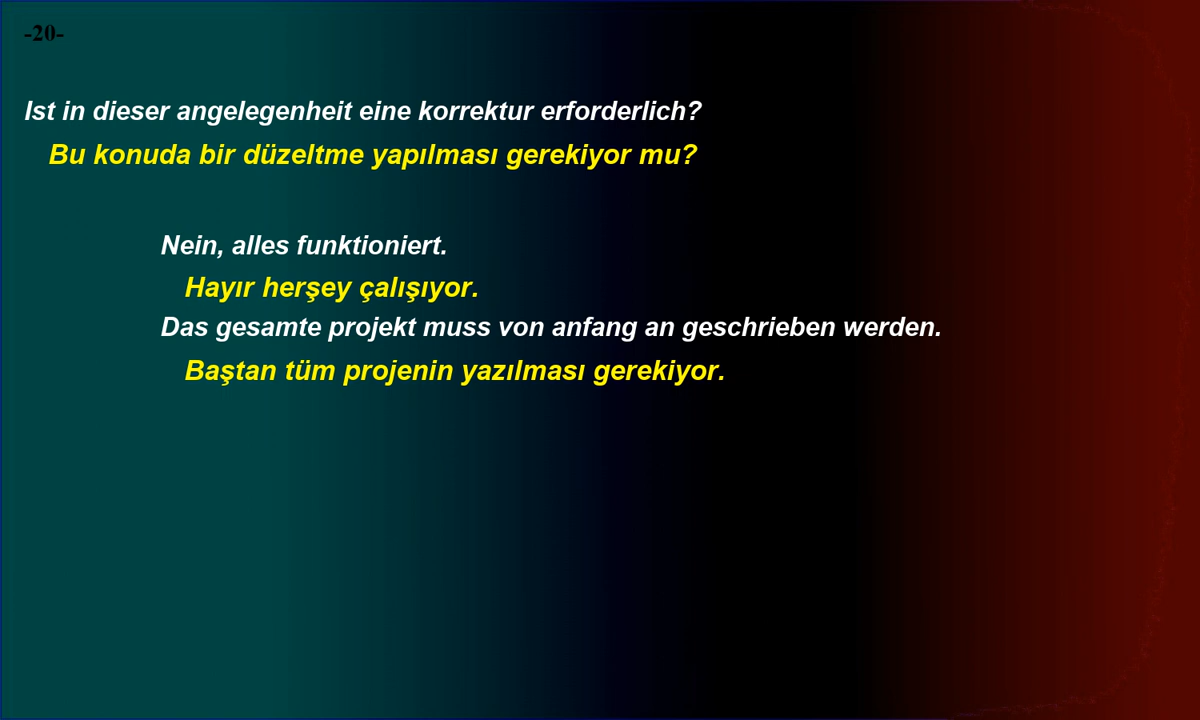 -20-
Ist in dieser angelegenheit eine korrektur erforderlich?
Bu konuda bir düzeltme yapılması gerekiyor mu?
Nein, alles funktioniert.
Hayır herşey çalışıyor.
Das gesamte projekt muss von anfang an geschrieben werden.
Baştan tüm projenin yazılması gerekiyor.